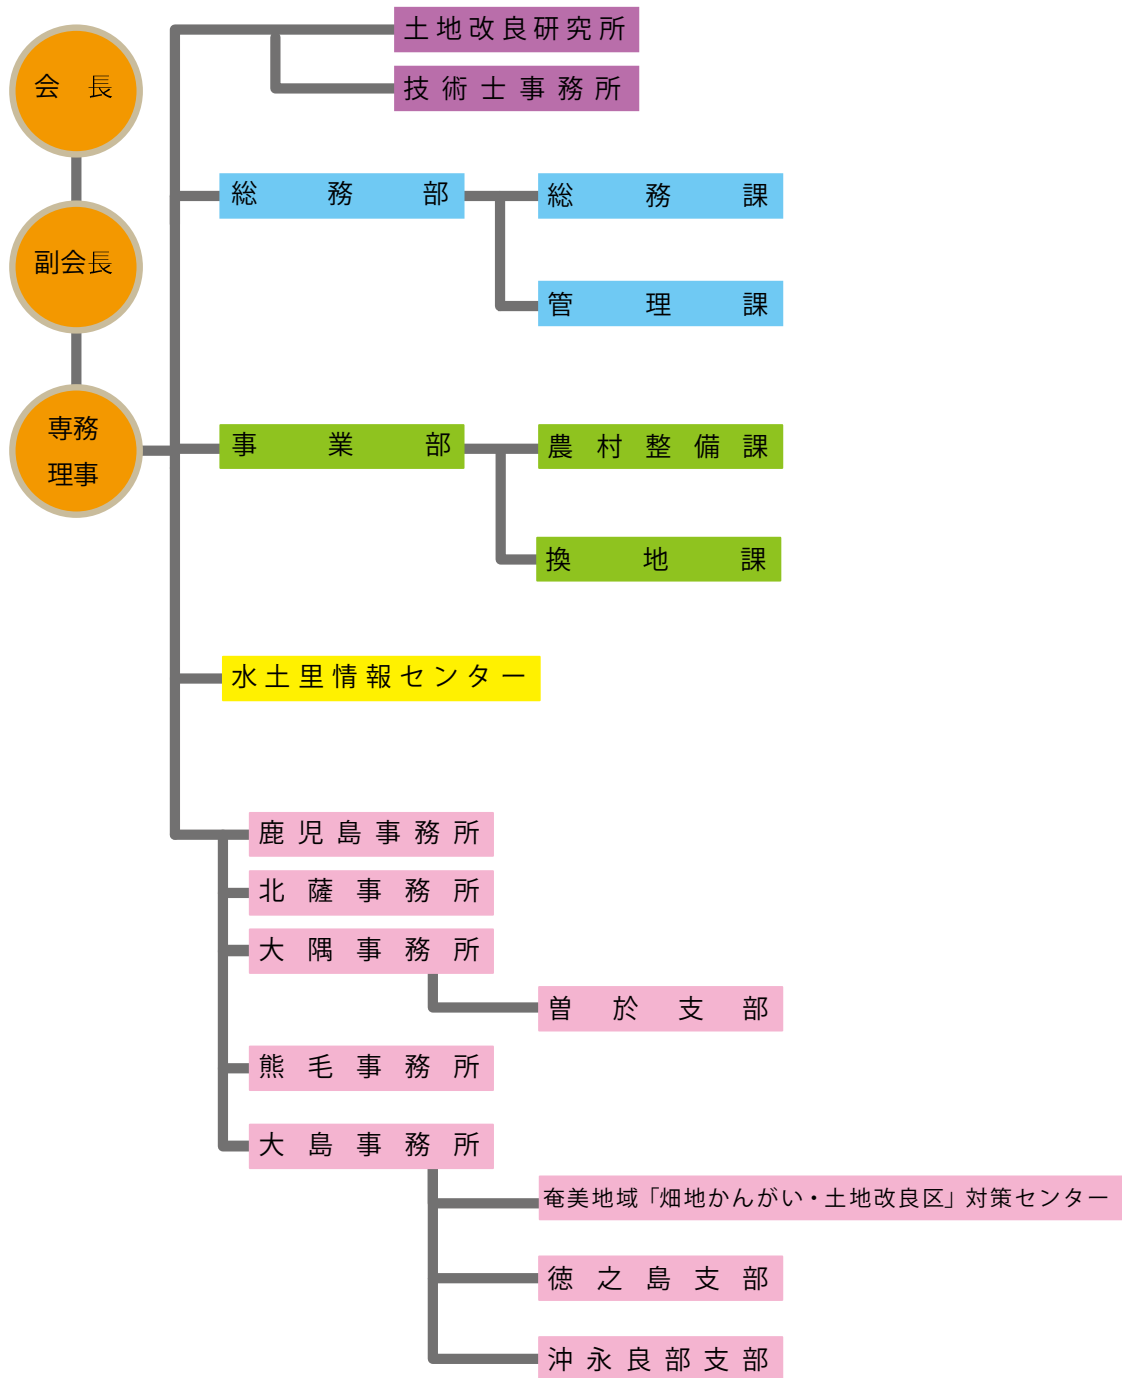 会長
副会長
専務
理事
土地改良研究所
技術士事務所
総務部
総務課
管理課
事業部
農村整備課
換地課
水土里情報センター
鹿児島事務所
北薩事務所
大隅事務所
曽於支部
熊毛事務所
大島事務所
奄美地域「畑地かんがい・土地改良区」対策センター
徳之島支部
沖永良部支部